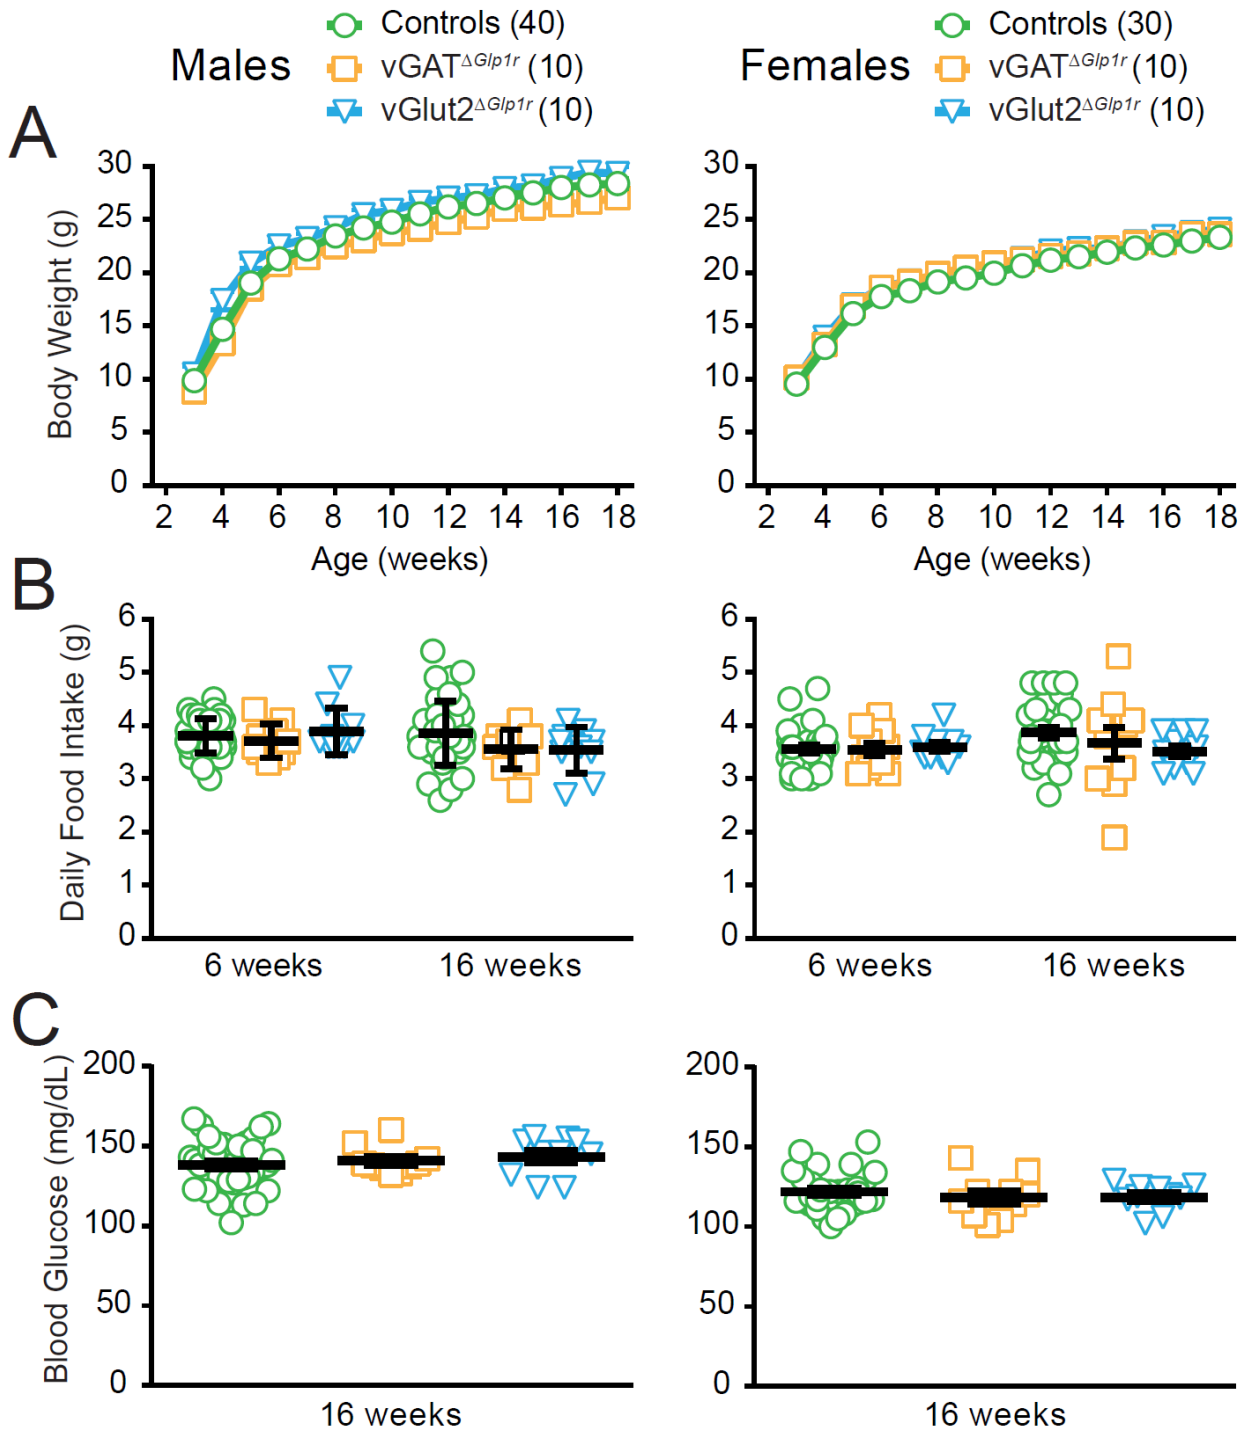 Males
Controls (40)
vGAT^ΔGlp1r (10)
vGlut2^ΔGlp1r (10)
Females
Controls (30)
vGAT^ΔGlp1r (10)
vGlut2^ΔGlp1r (10)
A
Body Weight (g)
30
25
20
15
10
5
0
2 4 6 8 10 12 14 16 18
Age (weeks)
30
25
20
15
10
5
0
2 4 6 8 10 12 14 16 18
Age (weeks)
B
Daily Food Intake (g)
6
5
4
3
2
1
0
6 weeks 16 weeks
6
5
4
3
2
1
0
6 weeks 16 weeks
C
Blood Glucose (mg/dL)
200
150
100
50
0
16 weeks
200
150
100
50
0
16 weeks